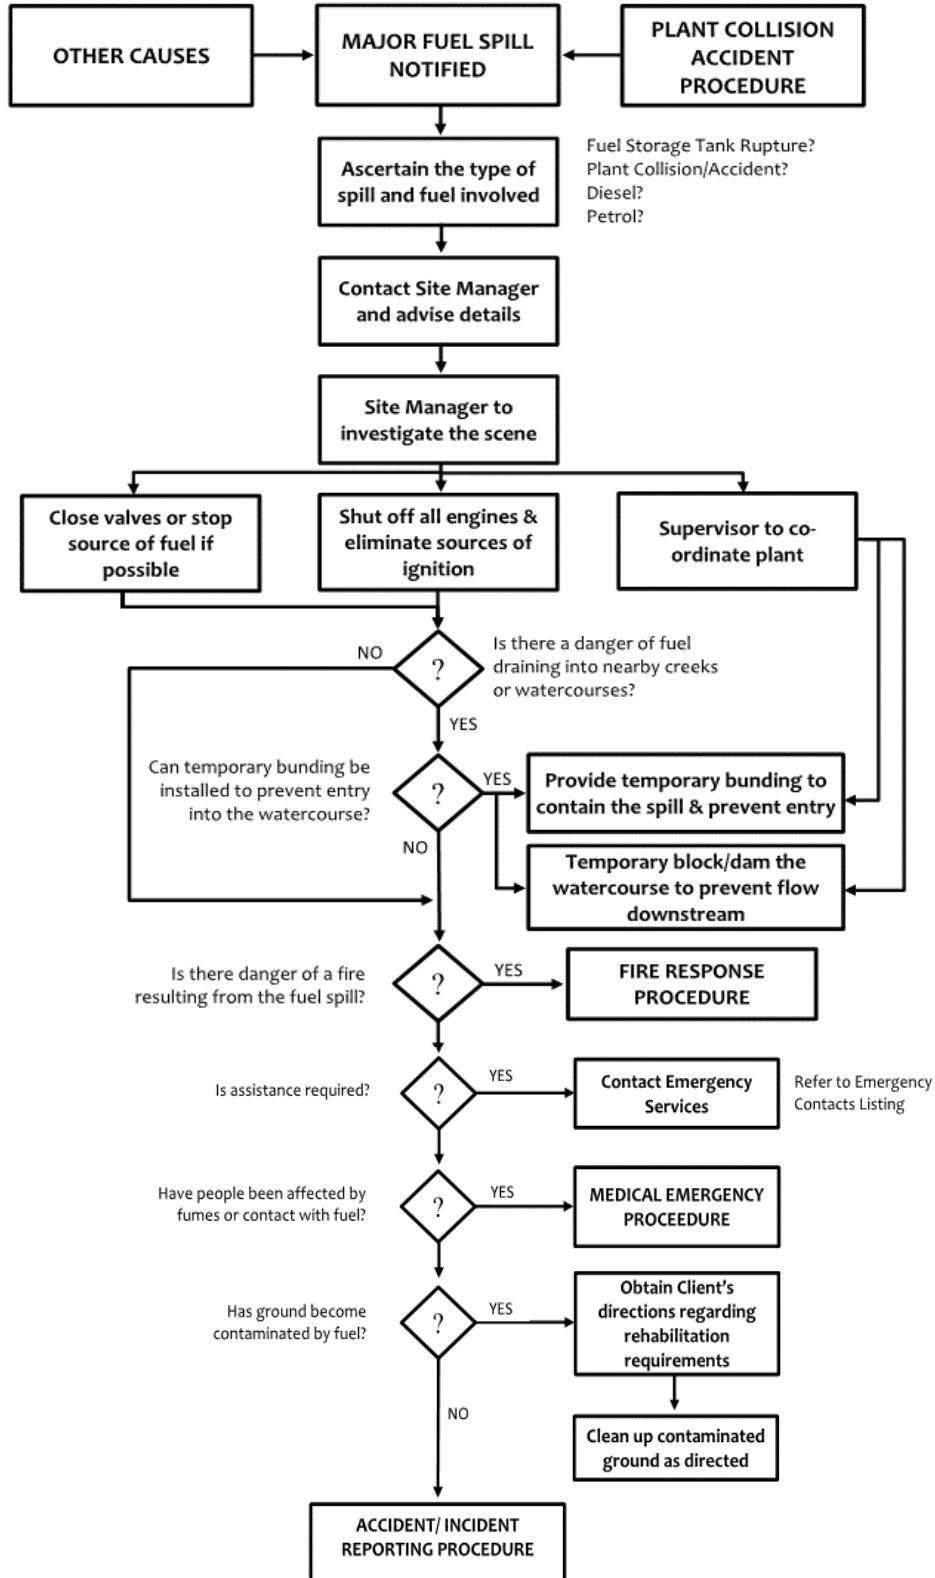 OTHER CAUSES
MAJOR FUEL SPILL
NOTIFIED
PLANT COLLISION
ACCIDENT
PROCEDURE
Ascertain the type of
spill and fuel involved
Fuel Storage Tank Rupture?
Plant Collision/Accident?
Diesel?
Petrol?
Contact Site Manager
and advise details
Site Manager to
investigate the scene
Close valves or stop
source of fuel if
possible
Shut off all engines &
eliminate sources of
ignition
Supervisor to co-
ordinate plant
NO
?
Is there a danger of fuel
draining into nearby creeks
or watercourses?
YES
Can temporary bunding be
installed to prevent entry
into the watercourse?
?
YES
Provide temporary bunding to
contain the spill & prevent entry
NO
Temporary block/dam the
watercourse to prevent flow
downstream
Is there danger of a fire
resulting from the fuel spill?
?
YES
FIRE RESPONSE
PROCEDURE
Is assistance required?
?
YES
Contact Emergency
Services
Refer to Emergency
Contacts Listing
Have people been affected by
fumes or contact with fuel?
?
YES
MEDICAL EMERGENCY
PROCEEDURE
Has ground become
contaminated by fuel?
?
YES
Obtain Client's
directions regarding
rehabilitation
requirements
NO
Clean up contaminated
ground as directed
ACCIDENT/ INCIDENT
REPORTING PROCEDURE